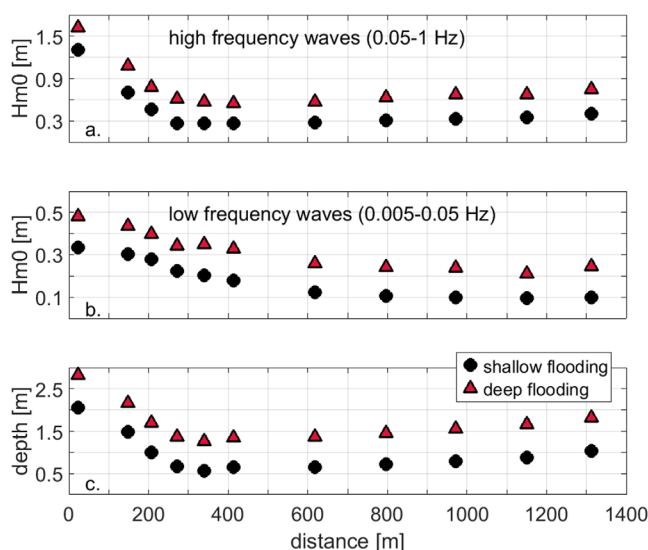 1.5
high frequency waves (0.05-1 Hz)
0.9
0.3
Hm0 [m]
a.
0.5
low frequency waves (0.005-0.05 Hz)
0.3
0.1
Hm0 [m]
b.
shallow flooding
deep flooding
2.5
1.5
0.5
depth [m]
c.
0 200 400 600 800 1000 1200 1400
distance [m]